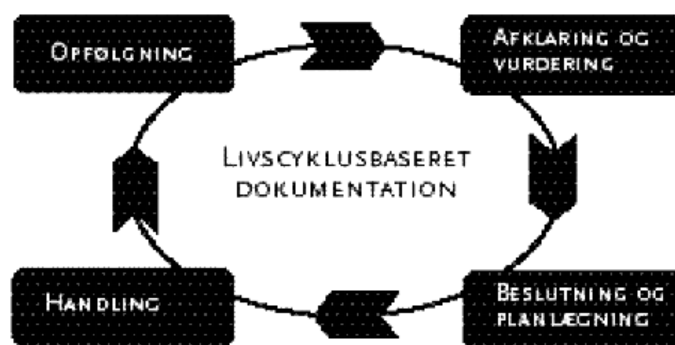 OPFØLGNING
AFKLARING OG
VURDERING
LIVSCYKLUSBASERET
DOKUMENTATION
HANDLING
BESLUTNING OG
PLANLÆGNING